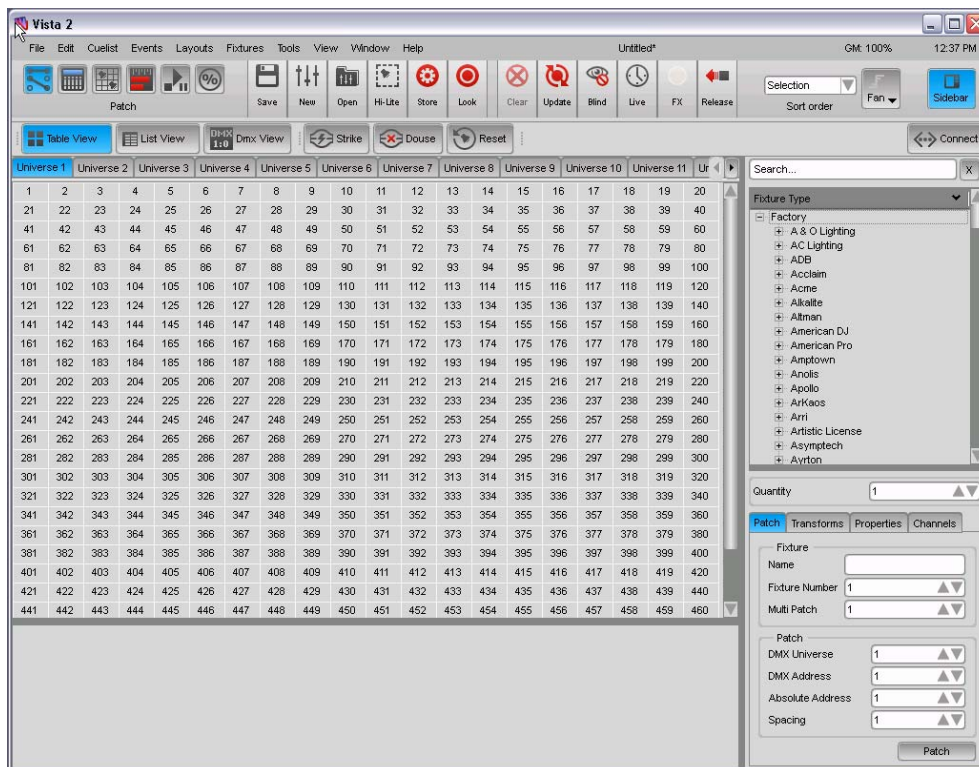 Vista 2
File Edit Cuelist Events Layouts Fixtures Tools View Window Help Untitled* GM: 100% 12:37 PM
Patch
Save New Open Hi-Lite Store Look Clear Update Blind Live FX Release
Selection
Sort order
Fan
Sidebar
Table View List View DMX 1:0 Dmx View Strike Douse Reset Connect
Universe 1 Universe 2 Universe 3 Universe 4 Universe 5 Universe 6 Universe 7 Universe 8 Universe 9 Universe 10 Universe 11 Ur
1 2 3 4 5 6 7 8 9 10 11 12 13 14 15 16 17 18 19 20
21 22 23 24 25 26 27 28 29 30 31 32 33 34 35 36 37 38 39 40
41 42 43 44 45 46 47 48 49 50 51 52 53 54 55 56 57 58 59 60
61 62 63 64 65 66 67 68 69 70 71 72 73 74 75 76 77 78 79 80
81 82 83 84 85 86 87 88 89 90 91 92 93 94 95 96 97 98 99 100
101 102 103 104 105 106 107 108 109 110 111 112 113 114 115 116 117 118 119 120
121 122 123 124 125 126 127 128 129 130 131 132 133 134 135 136 137 138 139 140
141 142 143 144 145 146 147 148 149 150 151 152 153 154 155 156 157 158 159 160
161 162 163 164 165 166 167 168 169 170 171 172 173 174 175 176 177 178 179 180
181 182 183 184 185 186 187 188 189 190 191 192 193 194 195 196 197 198 199 200
201 202 203 204 205 206 207 208 209 210 211 212 213 214 215 216 217 218 219 220
221 222 223 224 225 226 227 228 229 230 231 232 233 234 235 236 237 238 239 240
241 242 243 244 245 246 247 248 249 250 251 252 253 254 255 256 257 258 259 260
261 262 263 264 265 266 267 268 269 270 271 272 273 274 275 276 277 278 279 280
281 282 283 284 285 286 287 288 289 290 291 292 293 294 295 296 297 298 299 300
301 302 303 304 305 306 307 308 309 310 311 312 313 314 315 316 317 318 319 320
321 322 323 324 325 326 327 328 329 330 331 332 333 334 335 336 337 338 339 340
341 342 343 344 345 346 347 348 349 350 351 352 353 354 355 356 357 358 359 360
361 362 363 364 365 366 367 368 369 370 371 372 373 374 375 376 377 378 379 380
381 382 383 384 385 386 387 388 389 390 391 392 393 394 395 396 397 398 399 400
401 402 403 404 405 406 407 408 409 410 411 412 413 414 415 416 417 418 419 420
421 422 423 424 425 426 427 428 429 430 431 432 433 434 435 436 437 438 439 440
441 442 443 444 445 446 447 448 449 450 451 452 453 454 455 456 457 458 459 460
Search... X
Fixture Type
Factory
A & O Lighting
AC Lighting
ADB
Acclaim
Acme
Alkalite
Altman
American DJ
American Pro
Amptown
Anolis
Apollo
ArKaos
Arri
Artistic License
Asymptech
Ayrton
Quantity 1
Patch Transforms Properties Channels
Fixture
Name
Fixture Number 1
Multi Patch 1
Patch
DMX Universe 1
DMX Address 1
Absolute Address 1
Spacing 1
Patch